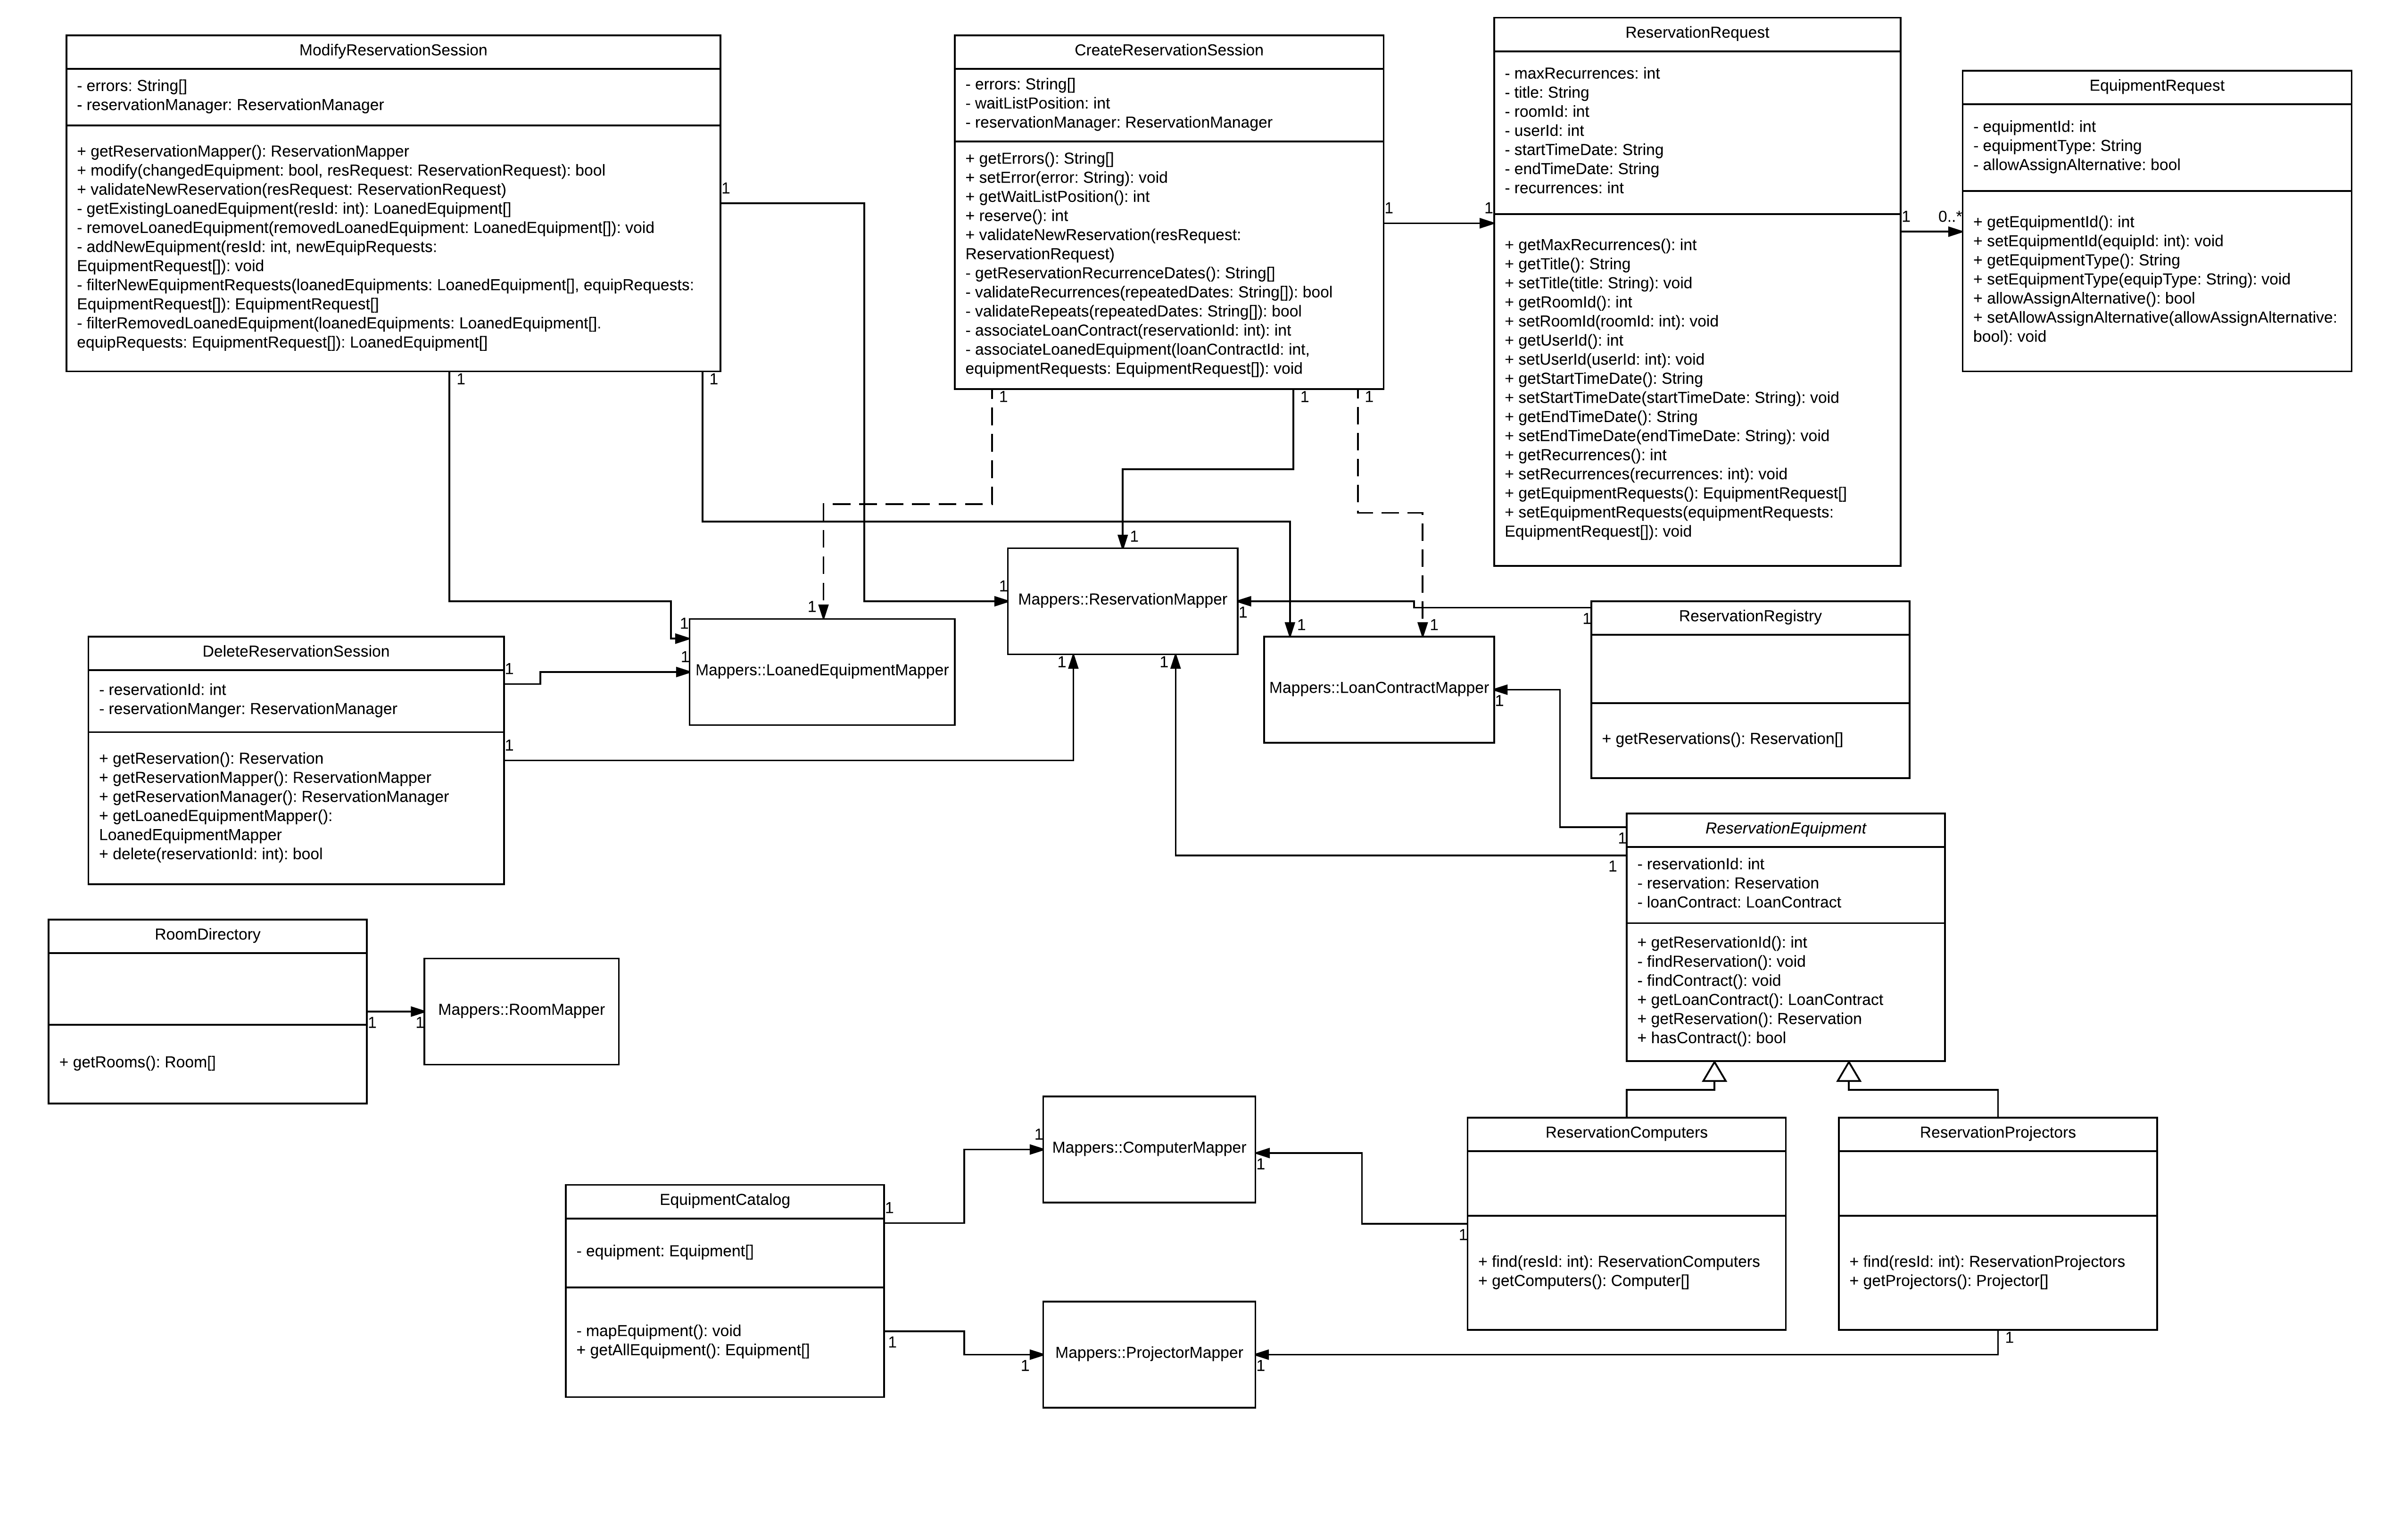 ModifyReservationSession
- errors: String[]
- reservationManager: ReservationManager
+ getReservationMapper(): ReservationMapper
+ modify(changedEquipment: bool, resRequest: ReservationRequest): bool
+ validateNewReservation(resRequest: ReservationRequest)
- getExistingLoanedEquipment(resId: int): LoanedEquipment[]
- removeLoanedEquipment(removedLoanedEquipment: LoanedEquipment[]): void
- addNewEquipment(resId: int, newEquipRequests:
EquipmentRequest[]): void
- filterNewEquipmentRequests(loanedEquipments: LoanedEquipment[], equipRequests:
EquipmentRequest[]): EquipmentRequest[]
- filterRemovedLoanedEquipment(loanedEquipments: LoanedEquipment[].
equipRequests: EquipmentRequest[]): LoanedEquipment[]
1
1
1
CreateReservationSession
- errors: String[]
- waitListPosition: int
- reservationManager: ReservationManager
+ getErrors(): String[]
+ setError(error: String): void
+ getWaitListPosition(): int
+ reserve(): int
+ validateNewReservation(resRequest:
ReservationRequest)
- getReservationRecurrenceDates(): String[]
- validateRecurrences(repeatedDates: String[]): bool
- validateRepeats(repeatedDates: String[]): bool
- associateLoanContract(reservationId: int): int
- associateLoanedEquipment(loanContractId: int,
equipmentRequests: EquipmentRequest[]): void
1
1
1
1
1
ReservationRequest
- maxRecurrences: int
- title: String
- roomId: int
- userId: int
- startTimeDate: String
- endTimeDate: String
- recurrences: int
+ getMaxRecurrences(): int
+ getTitle(): String
+ setTitle(title: String): void
+ getRoomId(): int
+ setRoomId(roomId: int): void
+ getUserId(): int
+ setUserId(userId: int): void
+ getStartTimeDate(): String
+ setStartTimeDate(startTimeDate: String): void
+ getEndTimeDate(): String
+ setEndTimeDate(endTimeDate: String): void
+ getRecurrences(): int
+ setRecurrences(recurrences: int): void
+ getEquipmentRequests(): EquipmentRequest[]
+ setEquipmentRequests(equipmentRequests:
EquipmentRequest[]): void
1
0..*
EquipmentRequest
- equipmentId: int
- equipmentType: String
- allowAssignAlternative: bool
+ getEquipmentId(): int
+ setEquipmentId(equipId: int): void
+ getEquipmentType(): String
+ setEquipmentType(equipType: String): void
+ allowAssignAlternative(): bool
+ setAllowAssignAlternative(allowAssignAlternative:
bool): void
1
1
1
Mappers::LoanedEquipmentMapper
1
1
1
1
1
Mappers::ReservationMapper
1
1
1
Mappers::LoanContractMapper
1
ReservationRegistry
+ getReservations(): Reservation[]
DeleteReservationSession
- reservationId: int
- reservationManger: ReservationManager
+ getReservation(): Reservation
+ getReservationMapper(): ReservationMapper
+ getReservationManager(): ReservationManager
+ getLoanedEquipmentMapper():
LoanedEquipmentMapper
+ delete(reservationId: int): bool
1
1
1
1
ReservationEquipment
- reservationId: int
- reservation: Reservation
- loanContract: LoanContract
+ getReservationId(): int
- findReservation(): void
- findContract(): void
+ getLoanContract(): LoanContract
+ getReservation(): Reservation
+ hasContract(): bool
RoomDirectory
+ getRooms(): Room[]
1
1
Mappers::RoomMapper
EquipmentCatalog
- equipment: Equipment[]
- mapEquipment(): void
+ getAllEquipment(): Equipment[]
1
1
1
Mappers::ComputerMapper
1
1
Mappers::ProjectorMapper
1
ReservationComputers
+ find(resId: int): ReservationComputers
+ getComputers(): Computer[]
1
ReservationProjectors
+ find(resId: int): ReservationProjectors
+ getProjectors(): Projector[]
1